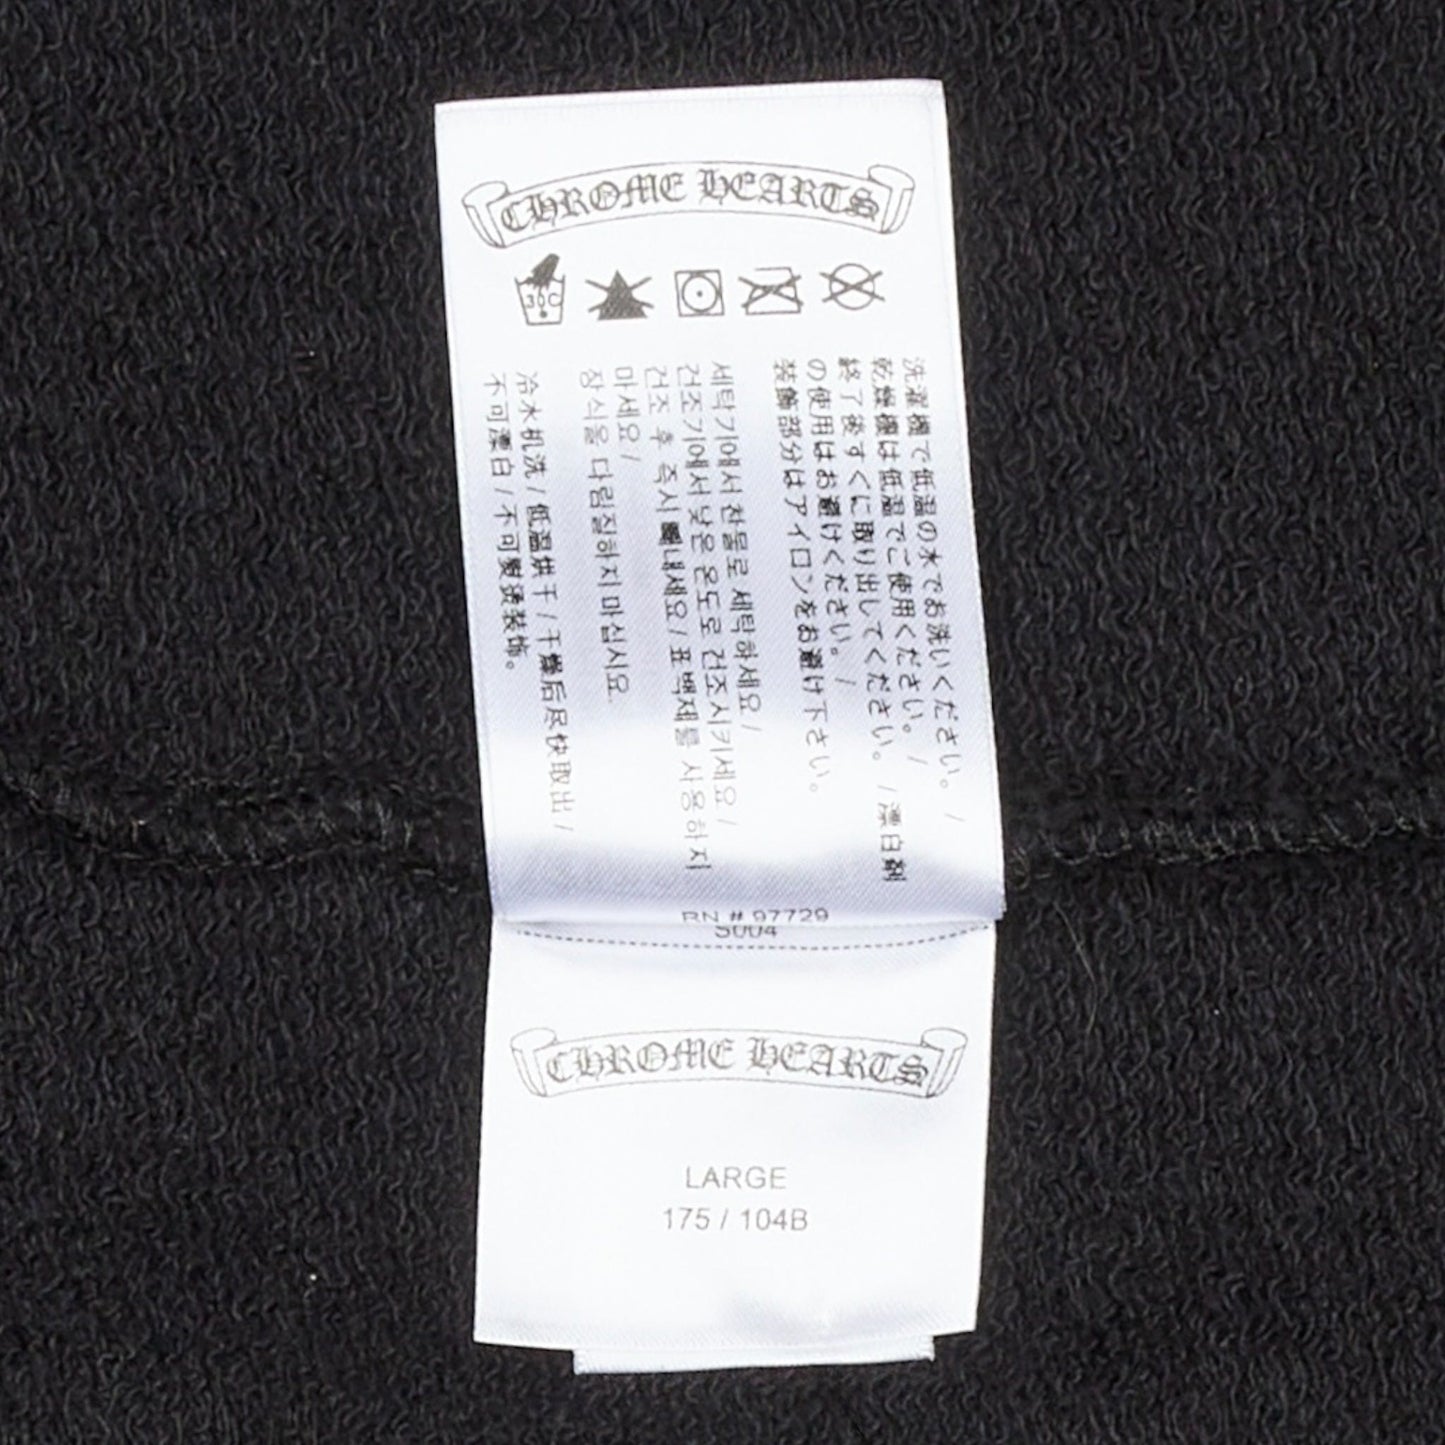 CHROME HEARTS
30C
洗濯機で低温の水でお洗いください。/
乾燥機は低温でご使用ください。/
終了後すぐに取り出してください。/漂白剤
の使用はお避けください。/
装飾部分はアイロンをお避け下さい。
세탁기에서 찬물로 세탁하세요/
건조기에서 낮은 온도로 건조시키세요/
건조 후 즉시 꺼내세요/표백제를 사용하지
마세요/
장식을 다림질하지마십시요.
冷水机洗/低温烘干/干燥后尽快取出/
不可漂白/不可熨烫装饰。
RN # 97729
S004
CHROME HEARTS
LARGE
175 / 104B